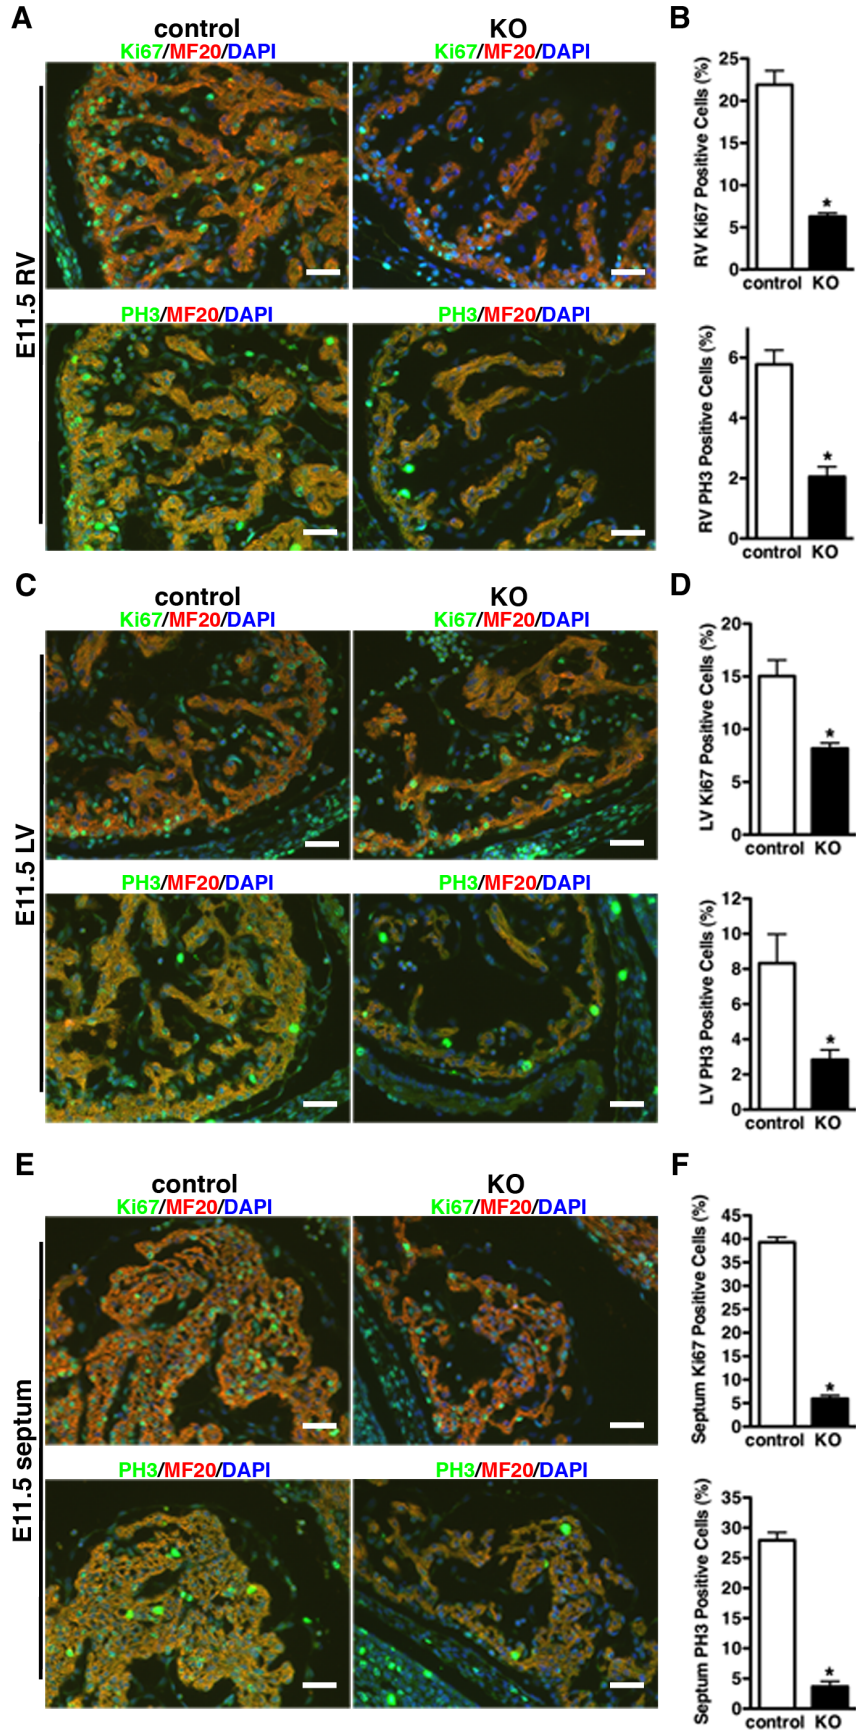 A
control
KO
B
Ki67/MF20/DAPI
Ki67/MF20/DAPI
E11.5 RV
PH3/MF20/DAPI
PH3/MF20/DAPI
RV Ki67 Positive Cells (%)
25
20
15
10
5
0
*
control KO
RV PH3 Positive Cells (%)
6
4
2
0
*
control KO
C
control
KO
D
Ki67/MF20/DAPI
Ki67/MF20/DAPI
E11.5 LV
PH3/MF20/DAPI
PH3/MF20/DAPI
LV Ki67 Positive Cells (%)
20
15
10
5
0
*
control KO
LV PH3 Positive Cells (%)
12
10
8
6
4
2
0
*
control KO
E
control
KO
F
Ki67/MF20/DAPI
Ki67/MF20/DAPI
E11.5 septum
PH3/MF20/DAPI
PH3/MF20/DAPI
Septum Ki67 Positive Cells (%)
45
40
35
30
25
20
15
10
5
0
*
control KO
Septum PH3 Positive Cells (%)
35
30
25
20
15
10
5
0
*
control KO